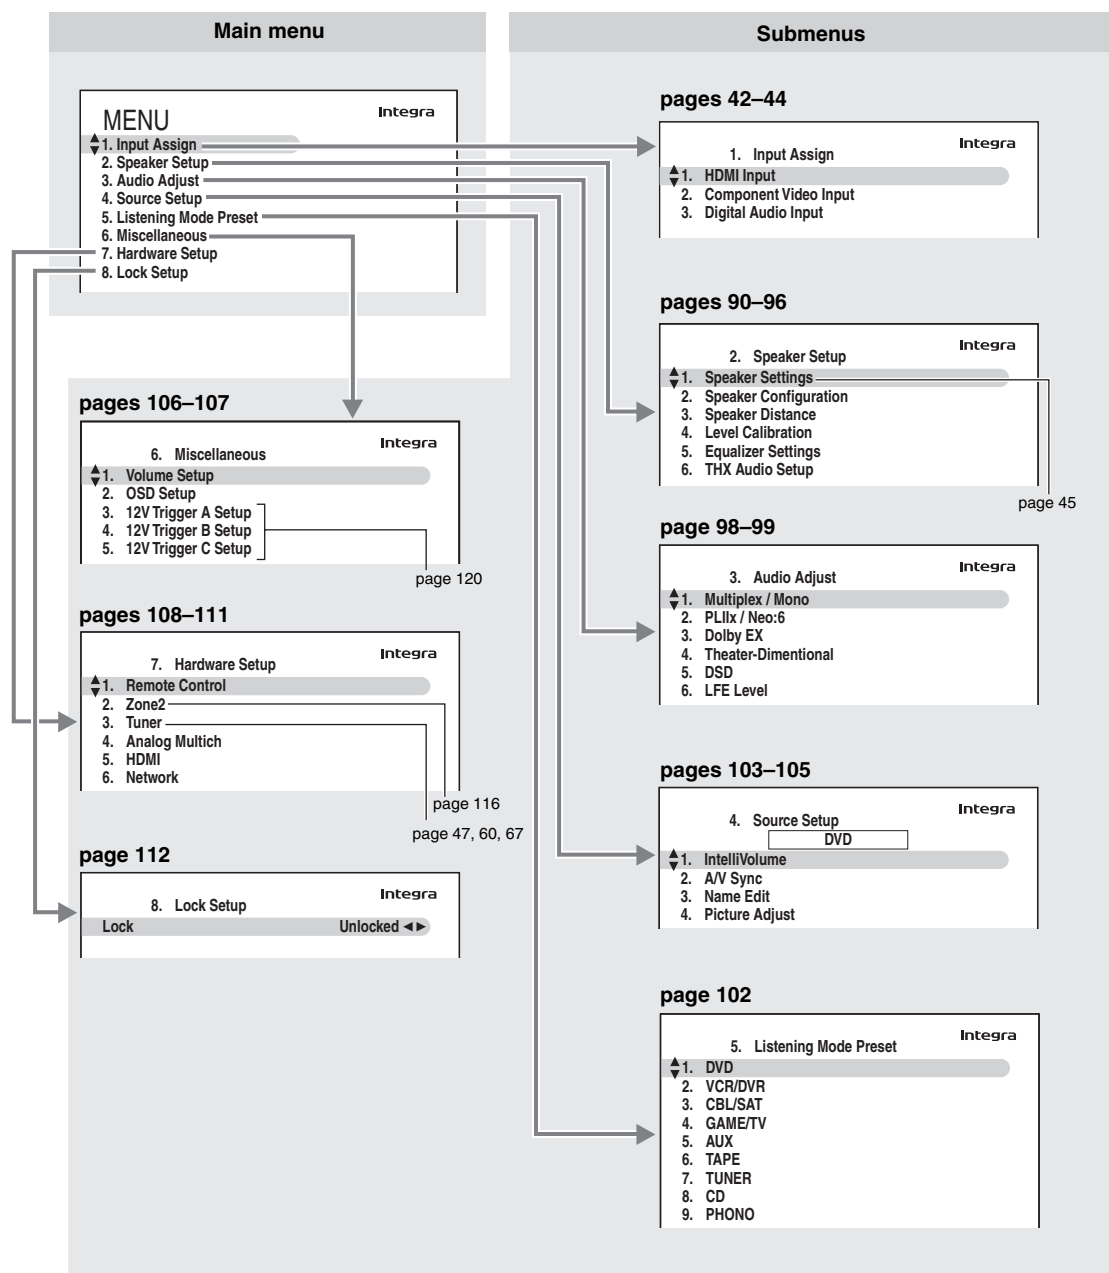 Main menu
Submenus
MENU
Integra
1. Input Assign
2. Speaker Setup
3. Audio Adjust
4. Source Setup
5. Listening Mode Preset
6. Miscellaneous
7. Hardware Setup
8. Lock Setup
pages 42–44
Integra
1. Input Assign
1. HDMI Input
2. Component Video Input
3. Digital Audio Input
pages 90–96
Integra
2. Speaker Setup
1. Speaker Settings
2. Speaker Configuration
3. Speaker Distance
4. Level Calibration
5. Equalizer Settings
6. THX Audio Setup
page 45
page 98–99
Integra
3. Audio Adjust
1. Multiplex / Mono
2. PLIIx / Neo:6
3. Dolby EX
4. Theater-Dimentional
5. DSD
6. LFE Level
pages 103–105
Integra
4. Source Setup
DVD
1. IntelliVolume
2. A/V Sync
3. Name Edit
4. Picture Adjust
page 102
Integra
5. Listening Mode Preset
1. DVD
2. VCR/DVR
3. CBL/SAT
4. GAME/TV
5. AUX
6. TAPE
7. TUNER
8. CD
9. PHONO
pages 106–107
Integra
6. Miscellaneous
1. Volume Setup
2. OSD Setup
3. 12V Trigger A Setup
4. 12V Trigger B Setup
5. 12V Trigger C Setup
page 120
pages 108–111
Integra
7. Hardware Setup
1. Remote Control
2. Zone2
3. Tuner
4. Analog Multich
5. HDMI
6. Network
page 116
page 47, 60, 67
page 112
Integra
8. Lock Setup
Lock Unlocked